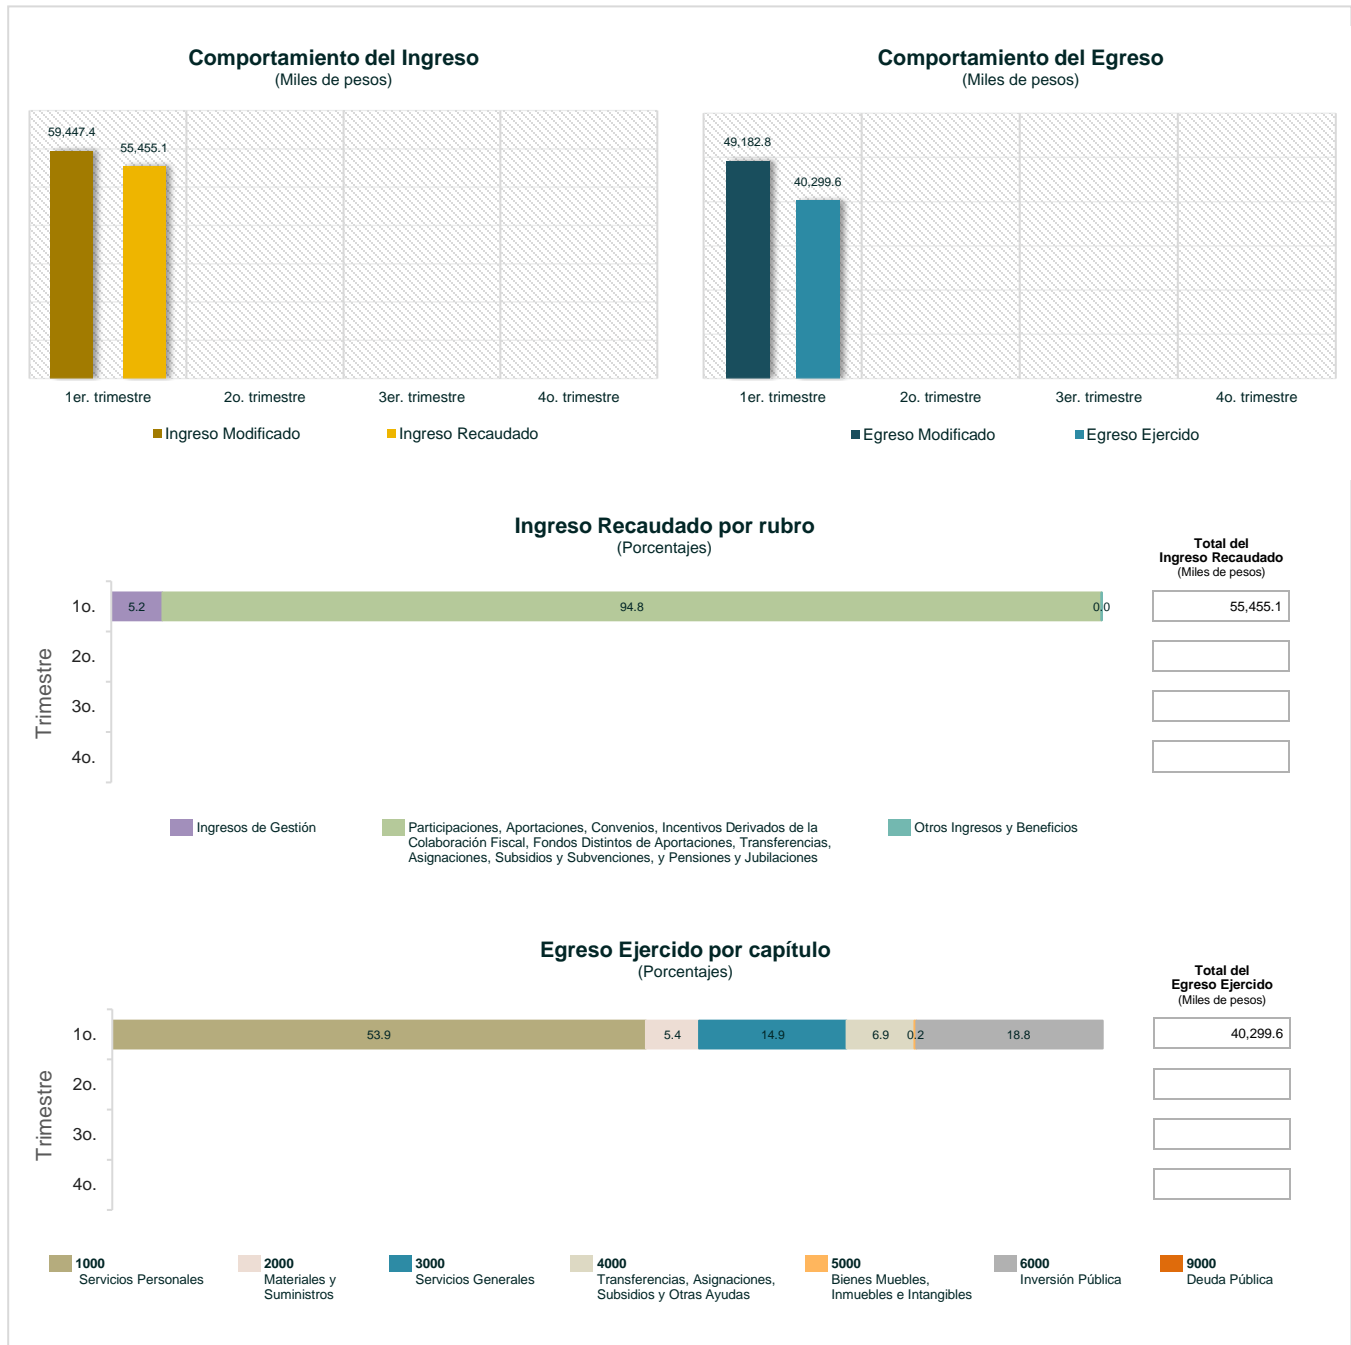 Comportamiento del Ingreso
(Miles de pesos)
59,447.4
55,455.1
1er. trimestre
2o. trimestre
3er. trimestre
4o. trimestre
Ingreso Modificado
Ingreso Recaudado
Comportamiento del Egreso
(Miles de pesos)
49,182.8
40,299.6
1er. trimestre
2o. trimestre
3er. trimestre
4o. trimestre
Egreso Modificado
Egreso Ejercido
Ingreso Recaudado por rubro
(Porcentajes)
Total del
Ingreso Recaudado
(Miles de pesos)
Trimestre
1o.
5.2
94.8
0.0
55,455.1
2o.
3o.
4o.
Ingresos de Gestión
Participaciones, Aportaciones, Convenios, Incentivos Derivados de la
Colaboración Fiscal, Fondos Distintos de Aportaciones, Transferencias,
Asignaciones, Subsidios y Subvenciones, y Pensiones y Jubilaciones
Otros Ingresos y Beneficios
Egreso Ejercido por capítulo
(Porcentajes)
Total del
Egreso Ejercido
(Miles de pesos)
Trimestre
1o.
53.9
5.4
14.9
6.9
0.2
18.8
40,299.6
2o.
3o.
4o.
1000
Servicios Personales
2000
Materiales y
Suministros
3000
Servicios Generales
4000
Transferencias, Asignaciones,
Subsidios y Otras Ayudas
5000
Bienes Muebles,
Inmuebles e Intangibles
6000
Inversión Pública
9000
Deuda Pública